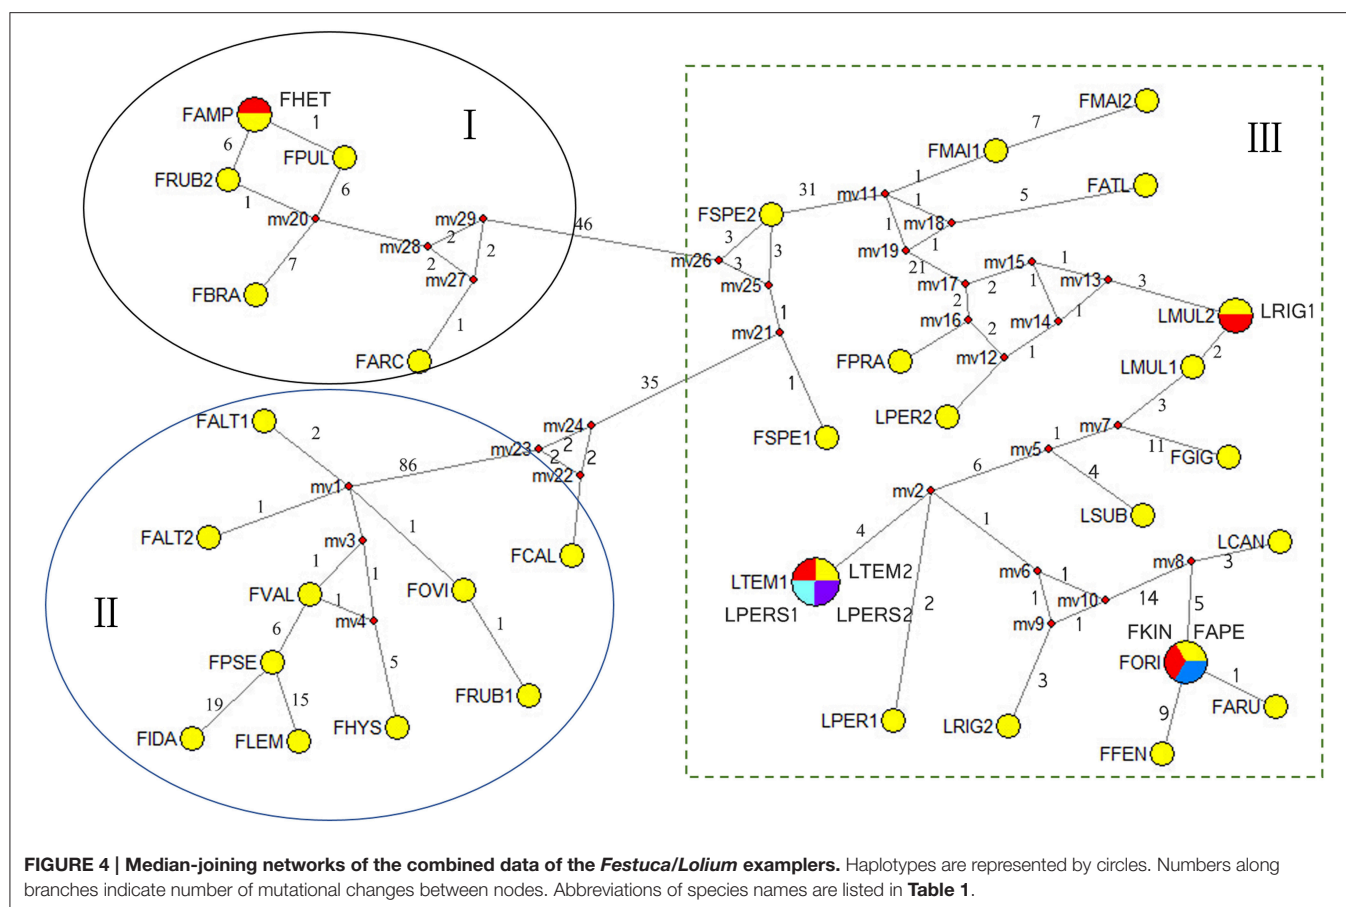 I
III
II
FHET
FAMP
1
6
FPUL
FRUB2
6
1
mv20
mv29
2
mv28
2
2
mv27
7
FBRA
1
FARC
46
FMAI2
7
FMAI1
31
mv11
1
FATL
5
1
mv18
FSPE2
1
1
mv19
3
3
mv26
3
mv25
21
mv17
mv15
1
mv13
2
1
3
2
mv16
mv14
1
LMUL2
LRIG1
1
mv21
2
mv12
1
2
FPRA
LMUL1
35
1
3
LPER2
FSPE1
mv7
1
11
FGIG
mv5
FALT1
2
mv24
mv23
2
2
2
mv22
86
mv1
6
4
mv2
LSUB
1
1
FALT2
1
mv3
FCAL
4
1
LCAN
mv8
3
1
1
FVAL
FOVI
LTEM1
LTEM2
mv6
1
mv10
14
1
mv4
LPERS1
LPERS2
2
1
mv9
1
5
6
1
FKIN
FAPE
FPSE
5
FORI
1
19
15
FRUB1
3
9
FARU
FIDA
FLEM
FHYS
LPER1
LRIG2
FFEN
FIGURE 4 | Median-joining networks of the combined data of the Festuca/Lolium examplers. Haplotypes are represented by circles. Numbers along
branches indicate number of mutational changes between nodes. Abbreviations of species names are listed in Table 1.